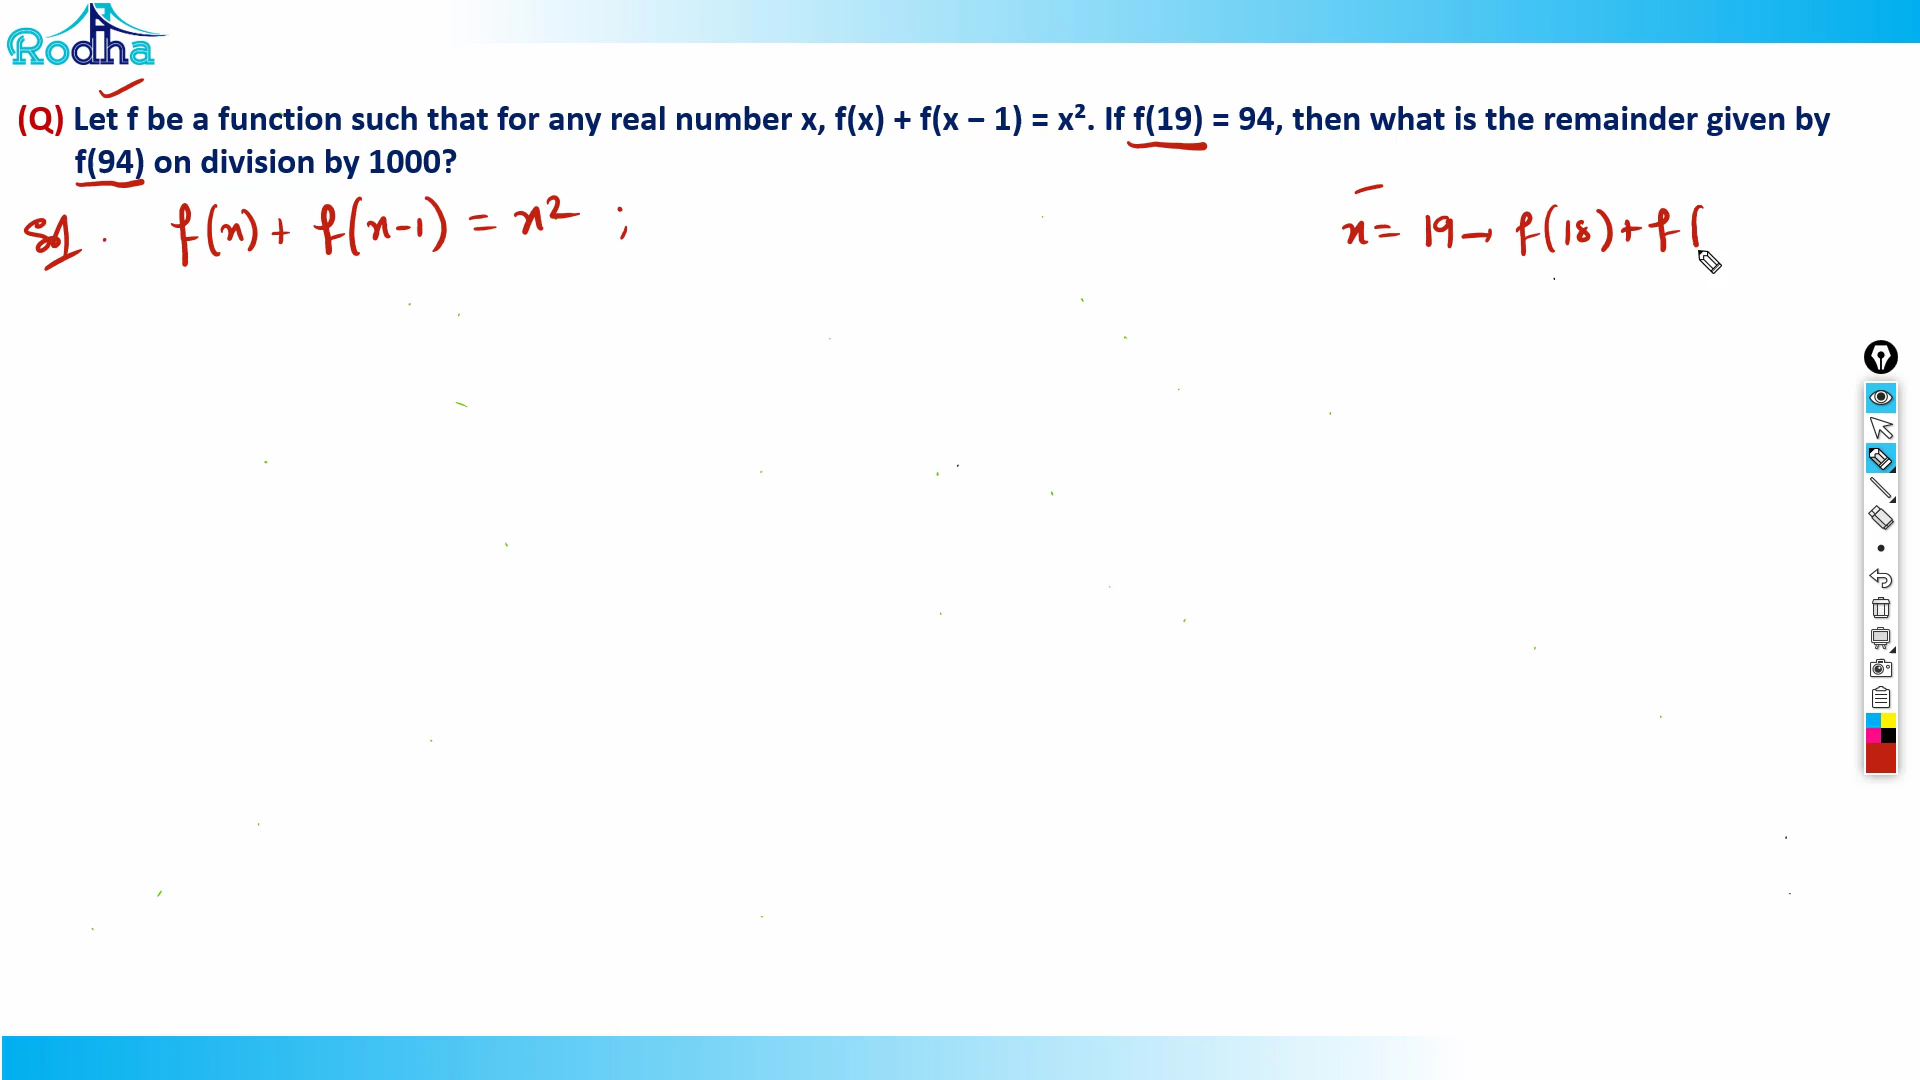 Rodha
(Q) Let f be a function such that for any real number x, f(x) + f(x − 1) = x². If f(19) = 94, then what is the remainder given by
f(94) on division by 1000?
Sol. f(x) + f(x-1) = x² ;
x = 19 → f(18) + f(